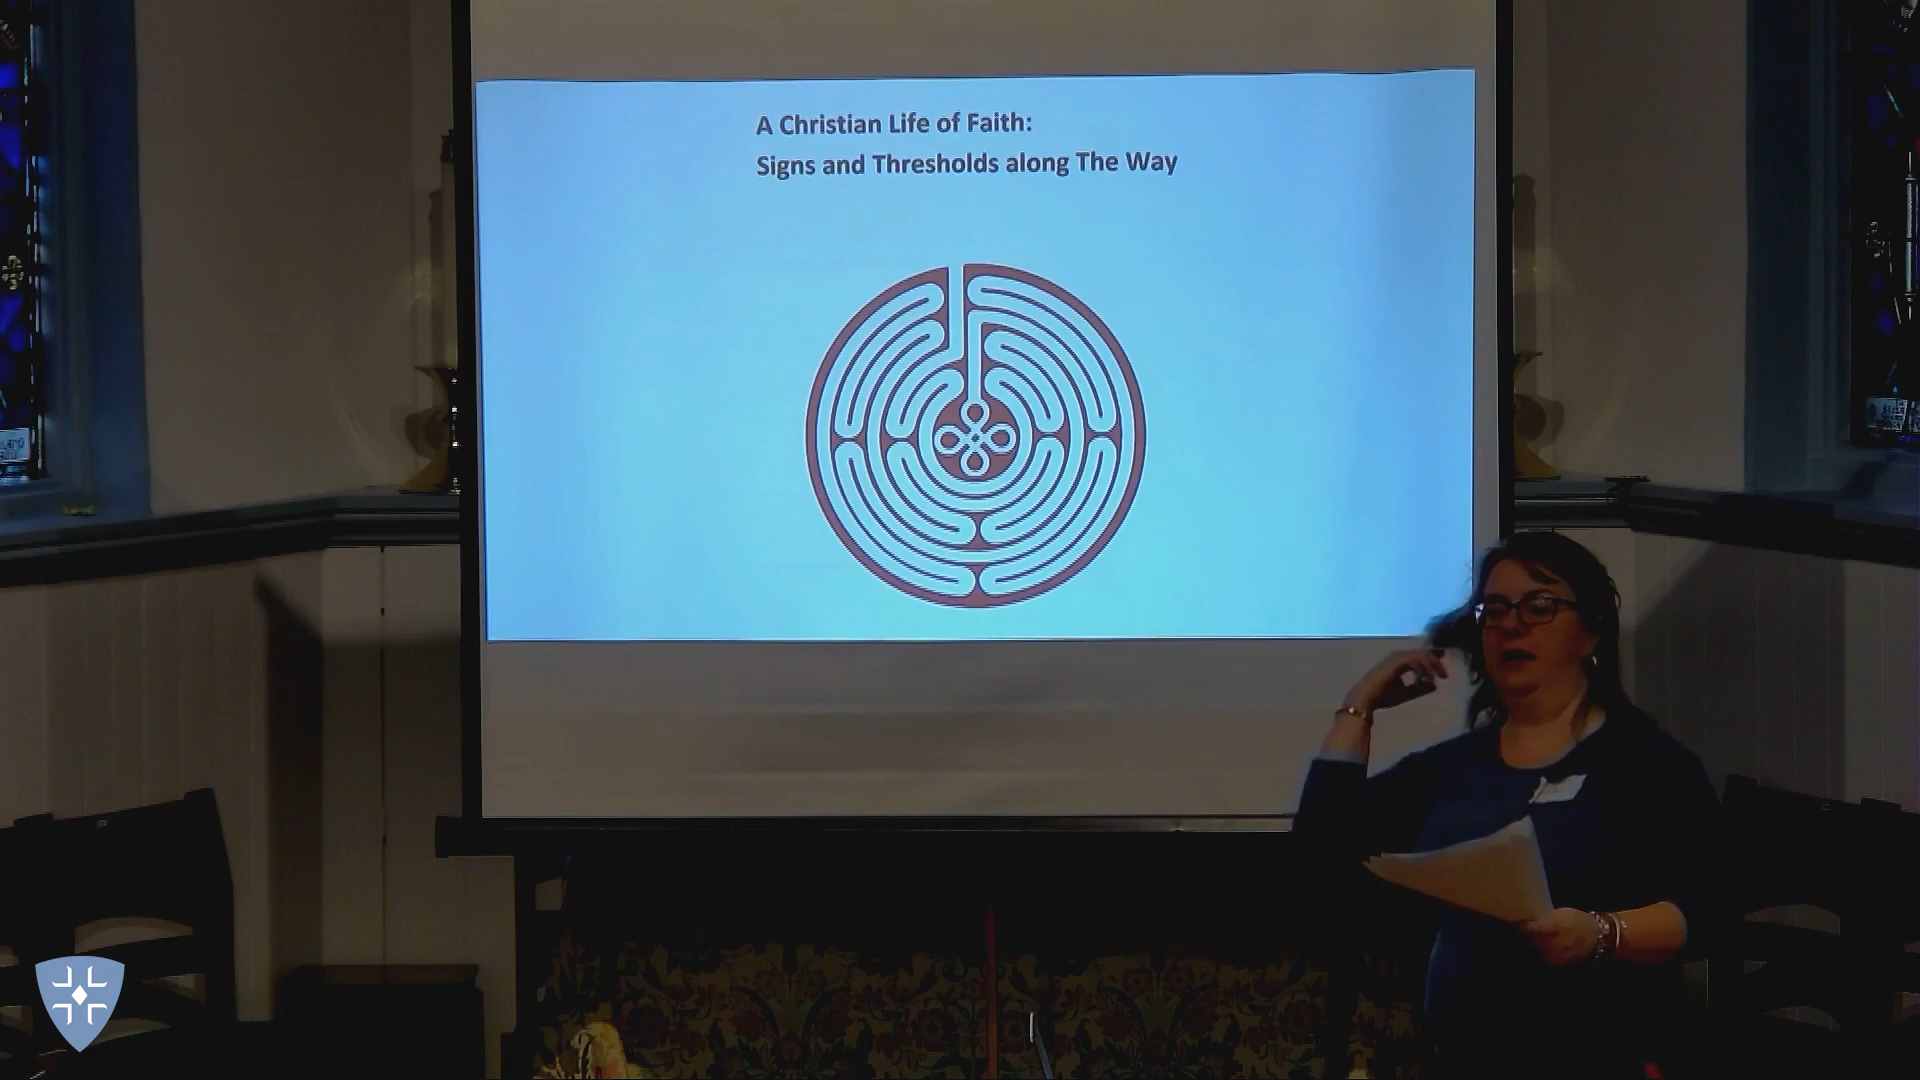 A Christian Life of Faith:
Signs and Thresholds along The Way